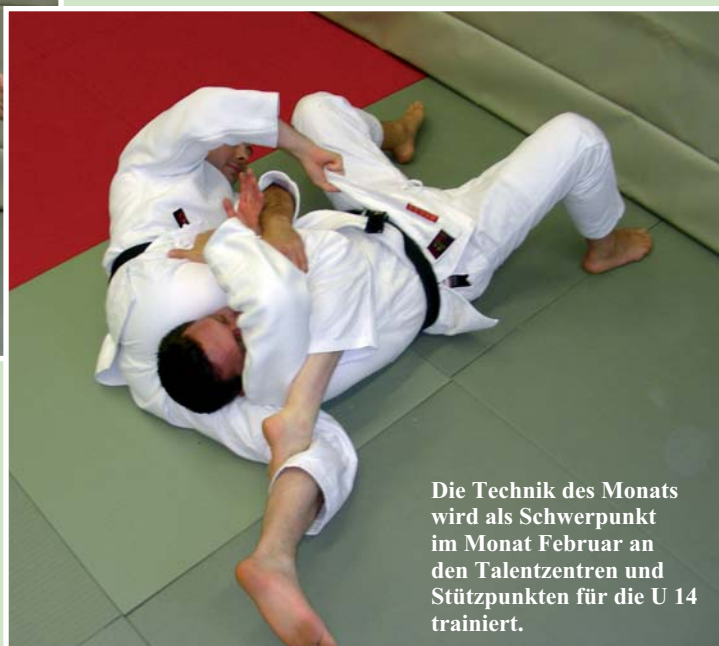 Die Technik des Monats
wird als Schwerpunkt
im Monat Februar an
den Talentzentren und
Stützpunkten für die U 14
trainiert.